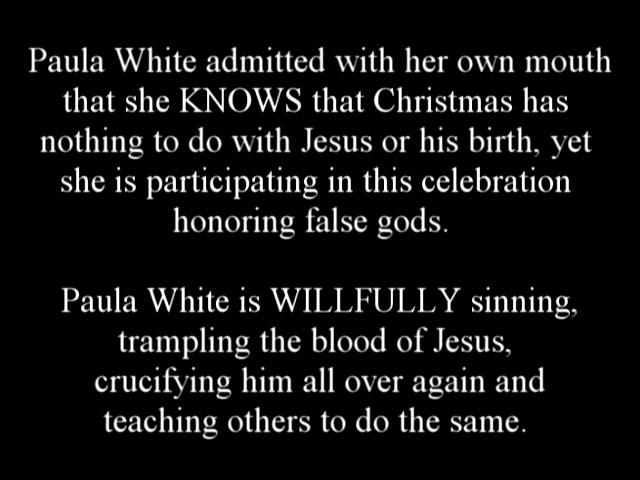 Paula White admitted with her own mouth
that she KNOWS that Christmas has
nothing to do with Jesus or his birth, yet
she is participating in this celebration
honoring false gods.
Paula White is WILLFULLY sinning,
trampling the blood of Jesus,
crucifying him all over again and
teaching others to do the same.